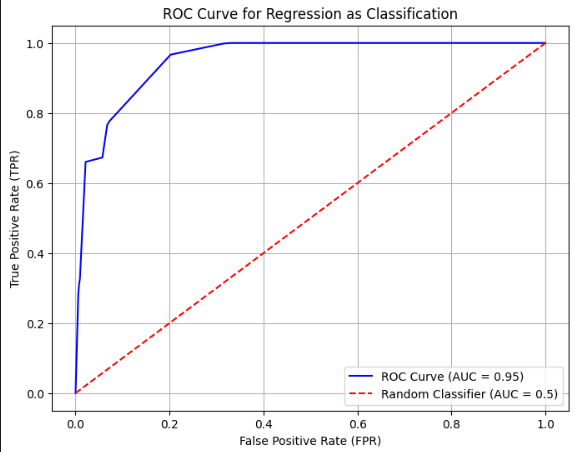 ROC Curve for Regression as Classification
True Positive Rate (TPR)
1.0
0.8
0.6
0.4
0.2
0.0
ROC Curve (AUC = 0.95)
Random Classifier (AUC = 0.5)
0.0 0.2 0.4 0.6 0.8 1.0
False Positive Rate (FPR)